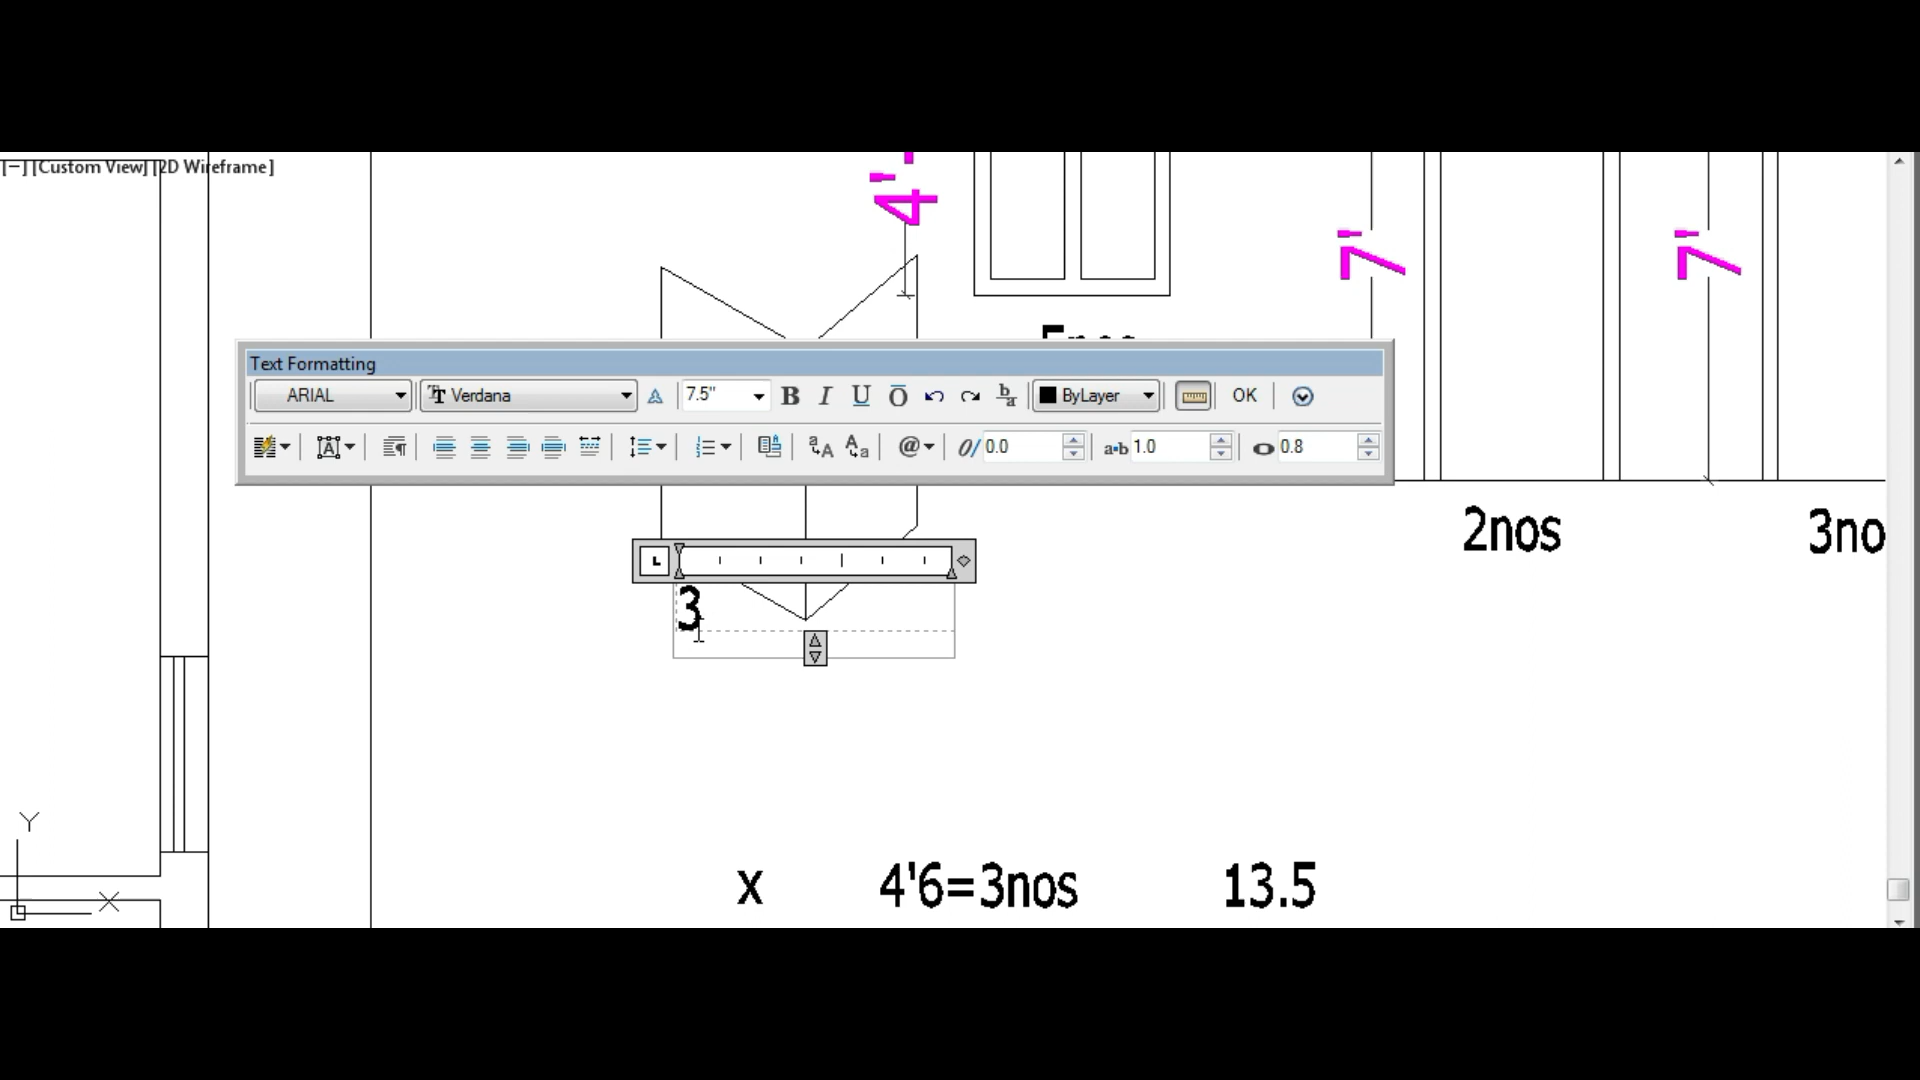 [−] [Custom View] [2D Wireframe]
4'
7'
7'
Text Formatting
ARIAL Verdana 7.5" B I U O b/a ByLayer OK
@ 0/ 0.0 a•b 1.0 0.8
2nos
3no
3
Y
X
x 4'6=3nos 13.5